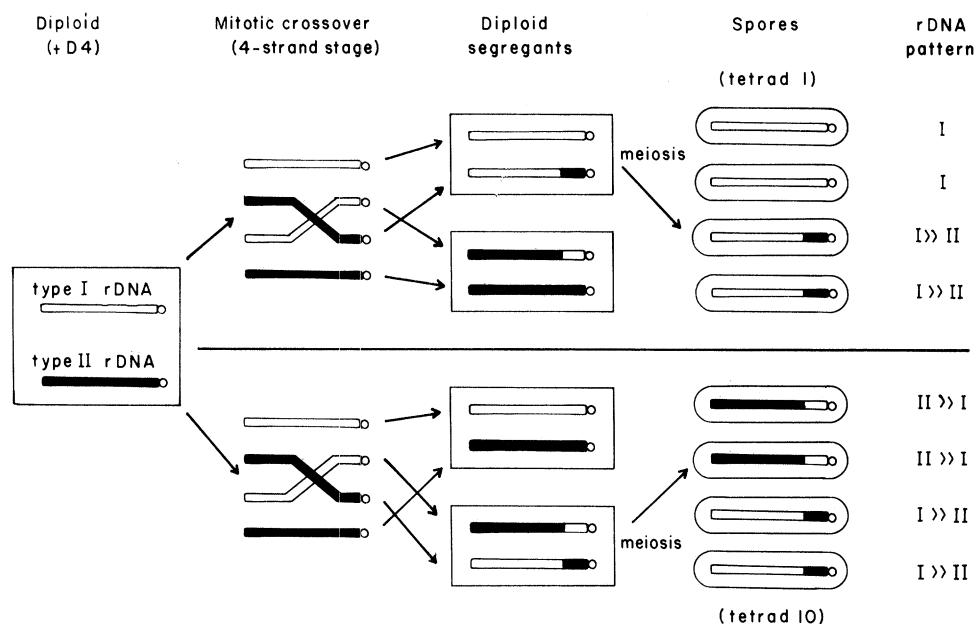 Diploid
(+D4)
Mitotic crossover
(4-strand stage)
Diploid
segregants
Spores
(tetrad 1)
rDNA
pattern
type I rDNA
type II rDNA
meiosis
I
I
I>> II
I >> II
meiosis
II >> I
II >> I
I >> II
I >> II
(tetrad 10)